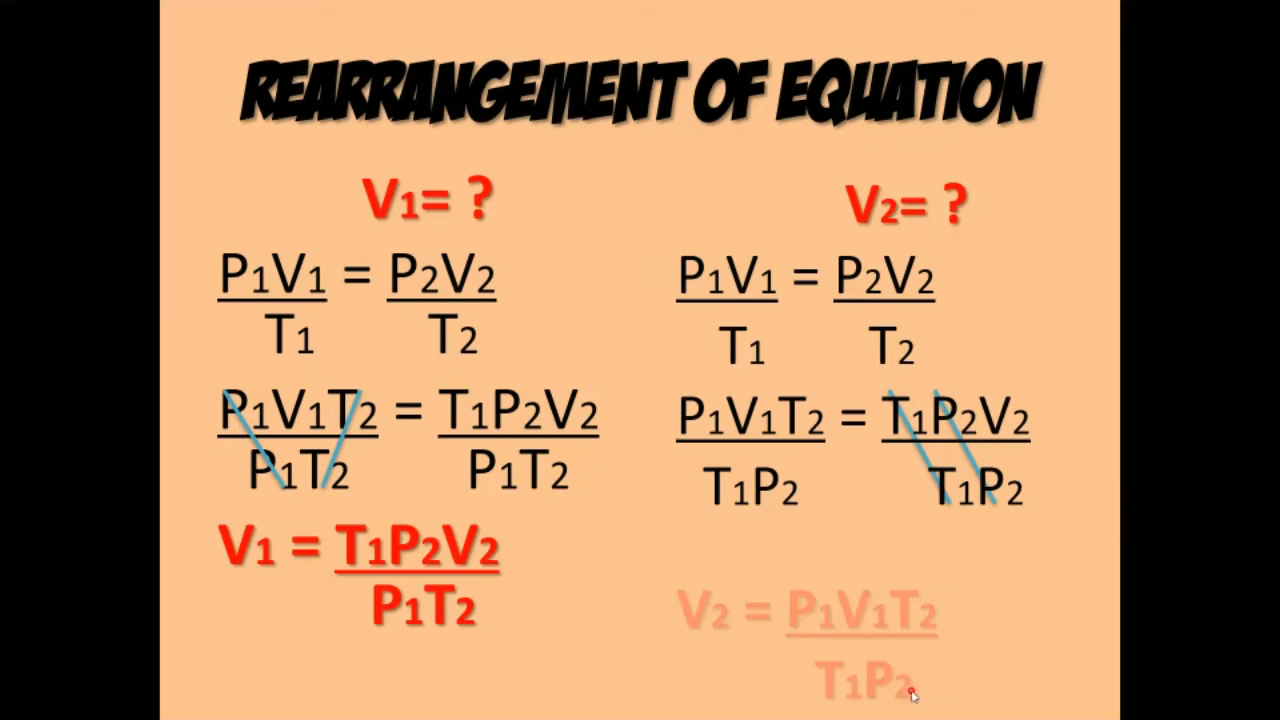 REARRANGEMENT OF EQUATION
V1= ?
P1V1 = P2V2
T1 T2
P1V1T2 = T1P2V2
P1T2 P1T2
V1 = T1P2V2
P1T2
V2= ?
P1V1 = P2V2
T1 T2
P1V1T2 = T1P2V2
T1P2 T1P2
V2 = P1V1T2
T1P2